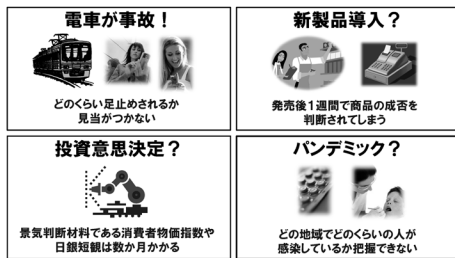 電車が事故！
どのくらい足止めされるか
見当がつかない
新製品導入？
発売後1週間で商品の成否を
判断されてしまう
投資意思決定？
景気判断材料である消費者物価指数や
日銀短観は数か月かかる
パンデミック？
どの地域でどのくらいの人が
感染しているか把握できない